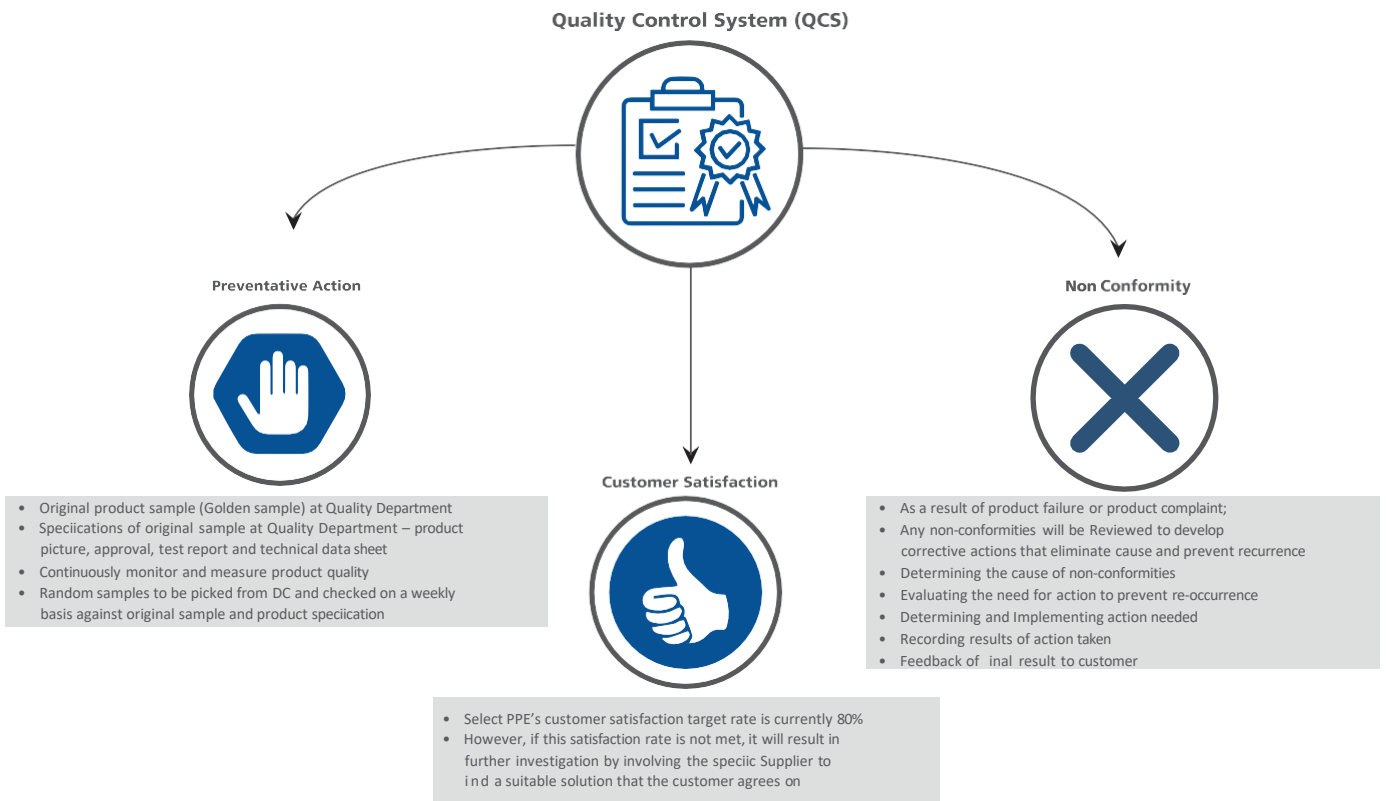 Quality Control System (QCS)
Preventative Action
• Original product sample (Golden sample) at Quality Department
• Speciications of original sample at Quality Department – product
picture, approval, test report and technical data sheet
• Continuously monitor and measure product quality
• Random samples to be picked from DC and checked on a weekly
basis against original sample and product speciication
Customer Satisfaction
• Select PPE’s customer satisfaction target rate is currently 80%
• However, if this satisfaction rate is not met, it will result in
further investigation by involving the speciic Supplier to
ind a suitable solution that the customer agrees on
Non Conformity
• As a result of product failure or product complaint;
• Any non-conformities will be Reviewed to develop
corrective actions that eliminate cause and prevent recurrence
• Determining the cause of non-conformities
• Evaluating the need for action to prevent re-occurrence
• Determining and Implementing action needed
• Recording results of action taken
• Feedback of inal result to customer